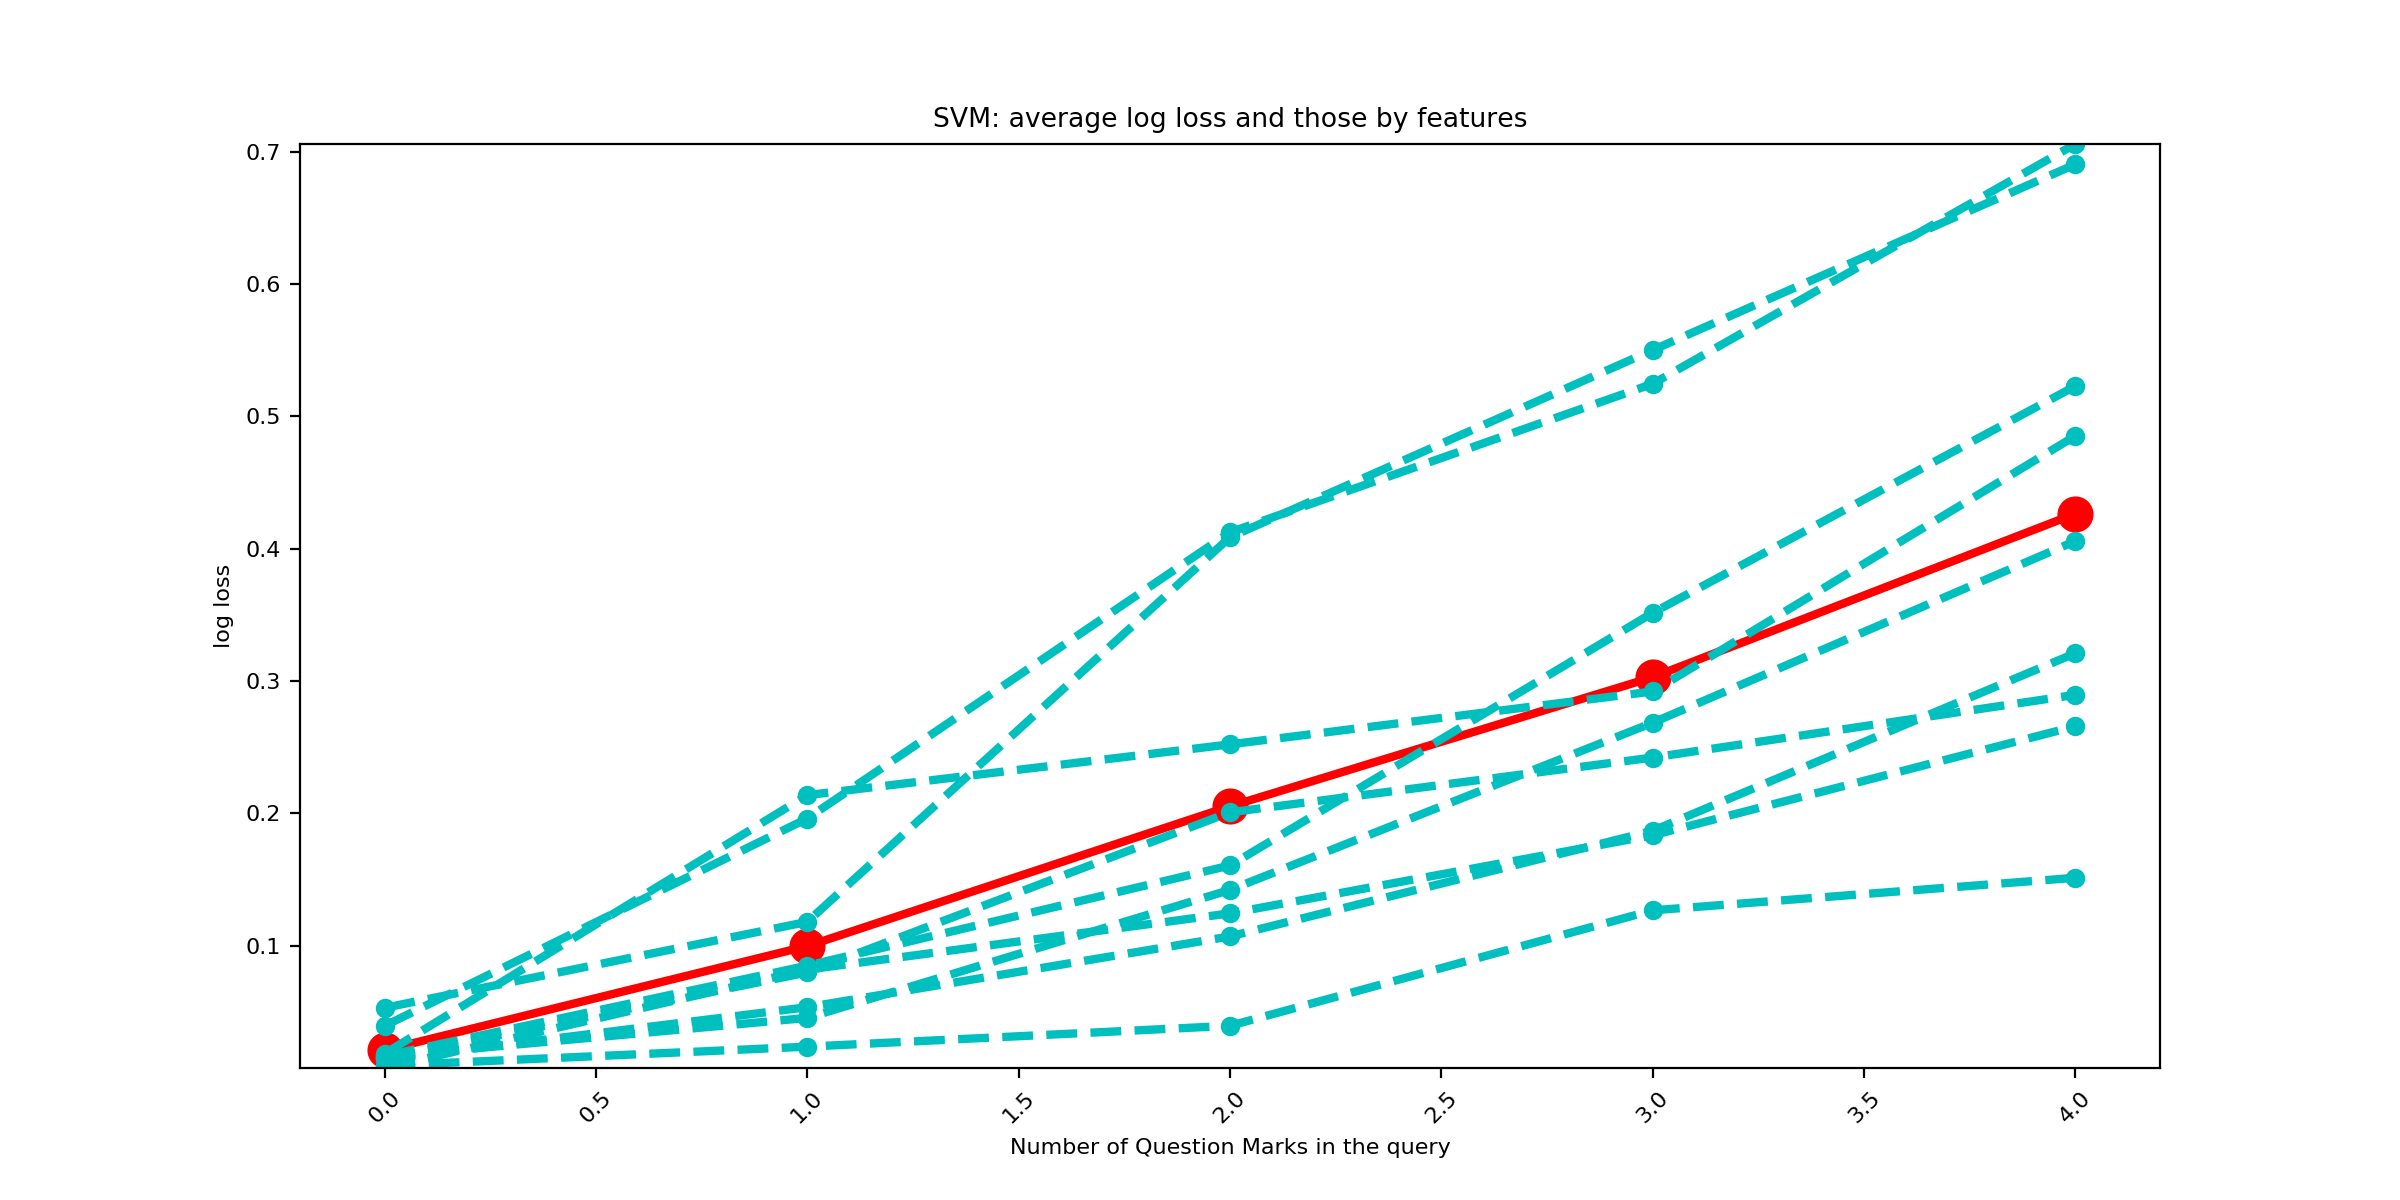 SVM: average log loss and those by features
0.7
0.6
0.5
0.4
0.3
0.2
0.1
log loss
0.0 0.5 1.0 1.5 2.0 2.5 3.0 3.5 4.0
Number of Question Marks in the query